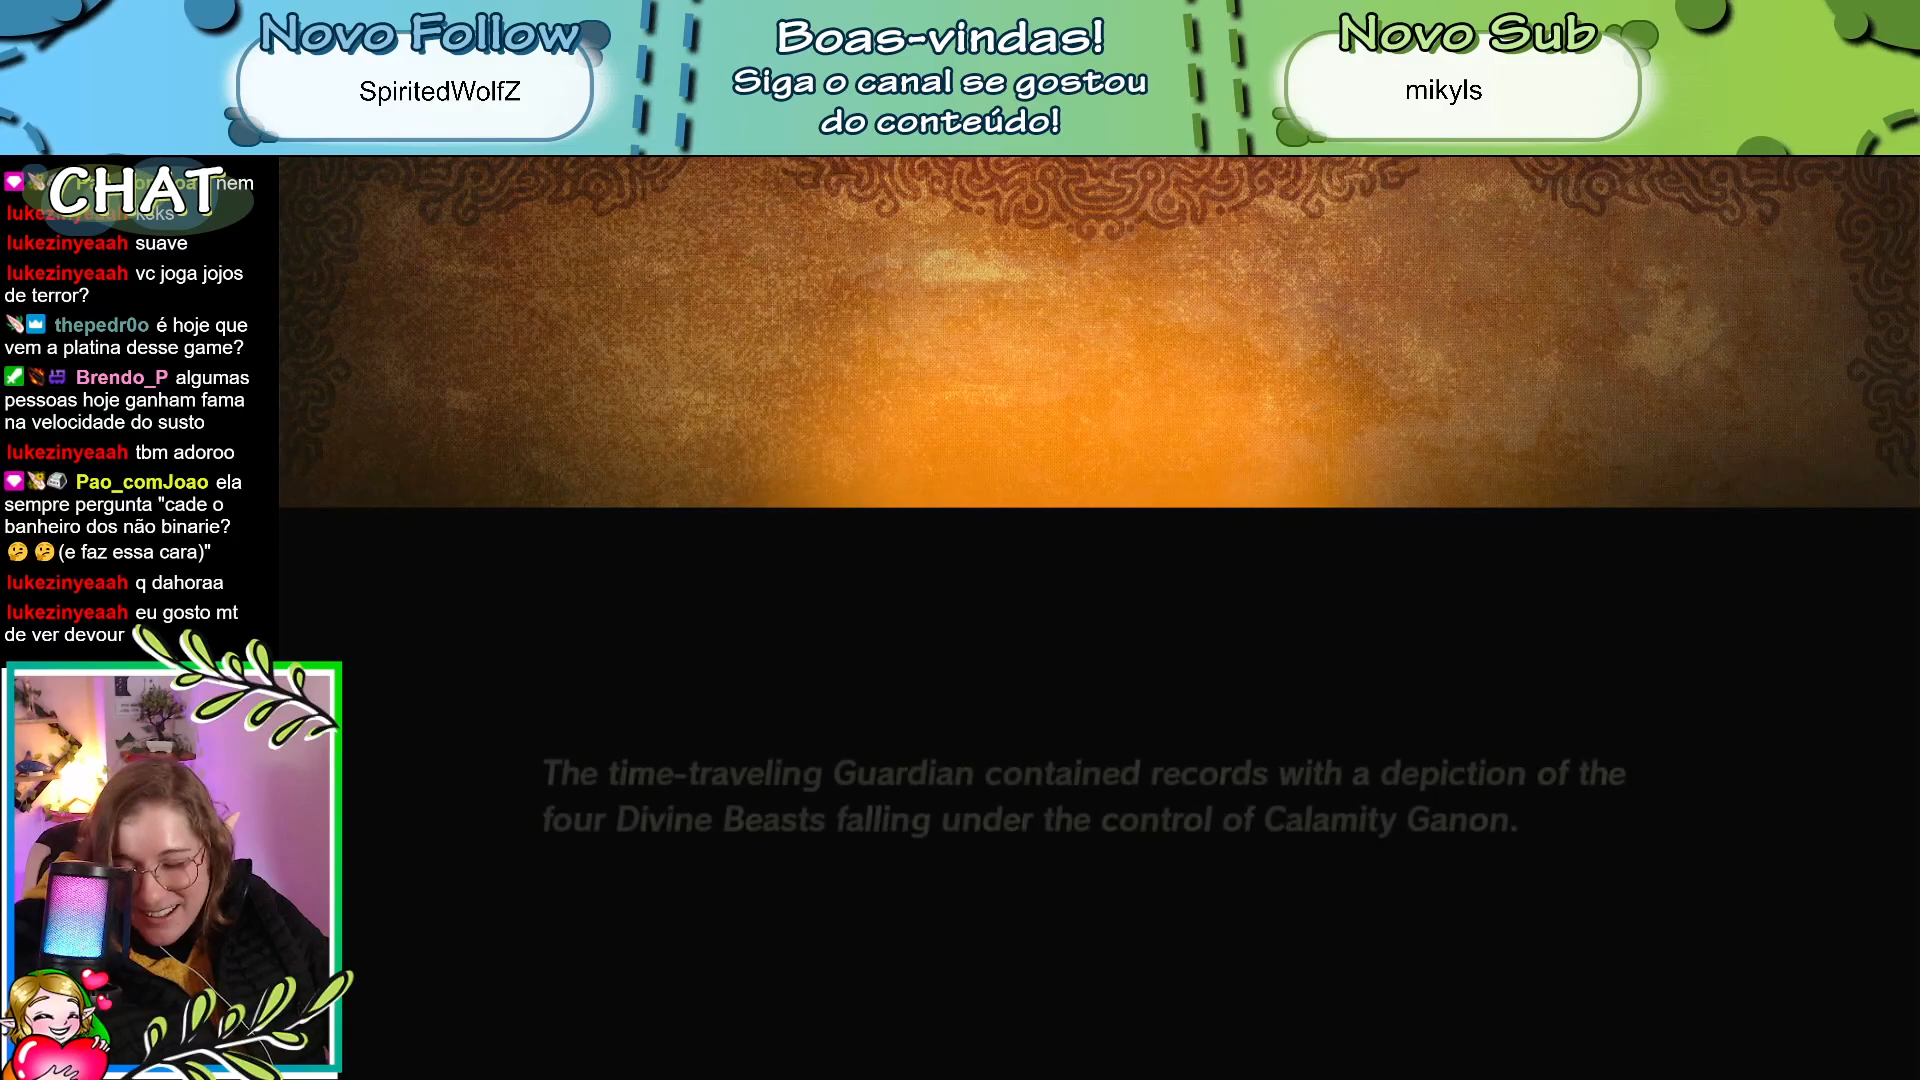 Novo Follow
SpiritedWolfZ
Boas-vindas!
Siga o canal se gostou
do conteúdo!
Novo Sub
mikyls
CHAT
nem
lukezinyeaah keks
lukezinyeaah suave
lukezinyeaah vc joga jojos
de terror?
thepedr0o é hoje que
vem a platina desse game?
Brendo_P algumas
pessoas hoje ganham fama
na velocidade do susto
lukezinyeaah tbm adoroo
Pao_comJoao ela
sempre pergunta "cade o
banheiro dos não binarie?
🤔 🤔 (e faz essa cara)"
lukezinyeaah q dahoraa
lukezinyeaah eu gosto mt
de ver devour
The time-traveling Guardian contained records with a depiction of the
four Divine Beasts falling under the control of Calamity Ganon.